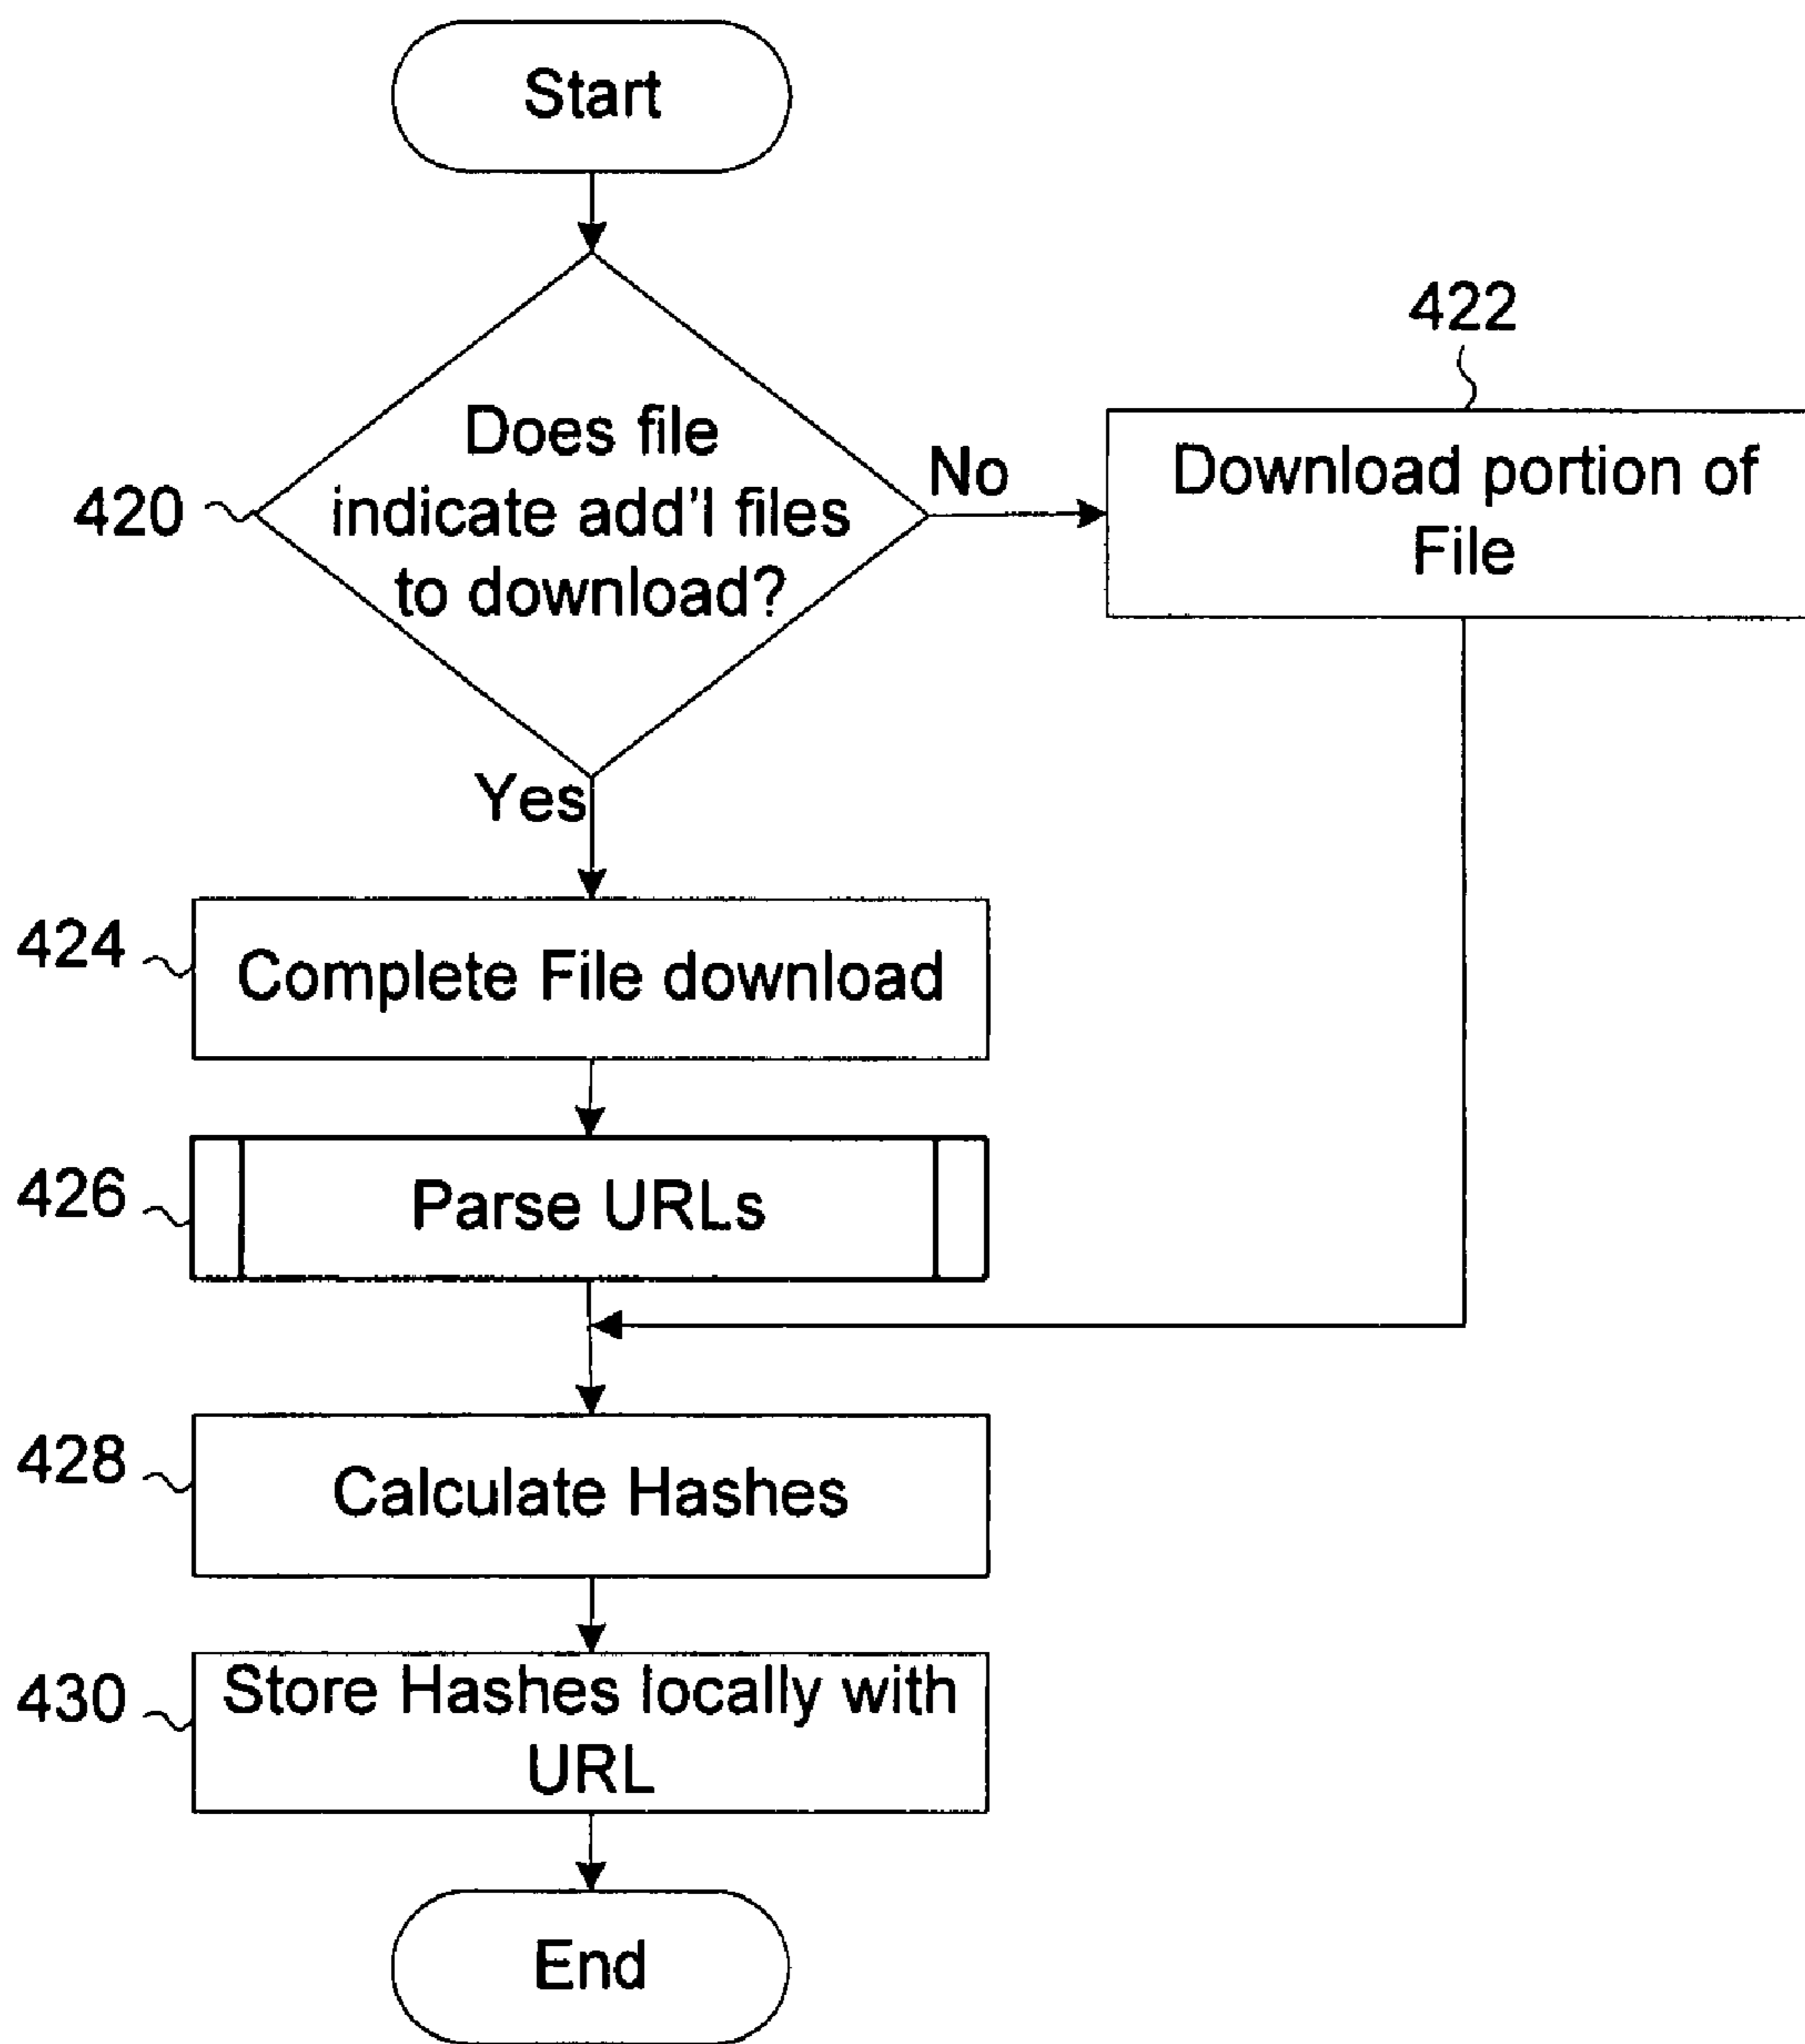 Start
422
Does file
indicate add'l files
to download?
420
No
Download portion of
File
Yes
424
Complete File download
426
Parse URLs
428
Calculate Hashes
430
Store Hashes locally with
URL
End